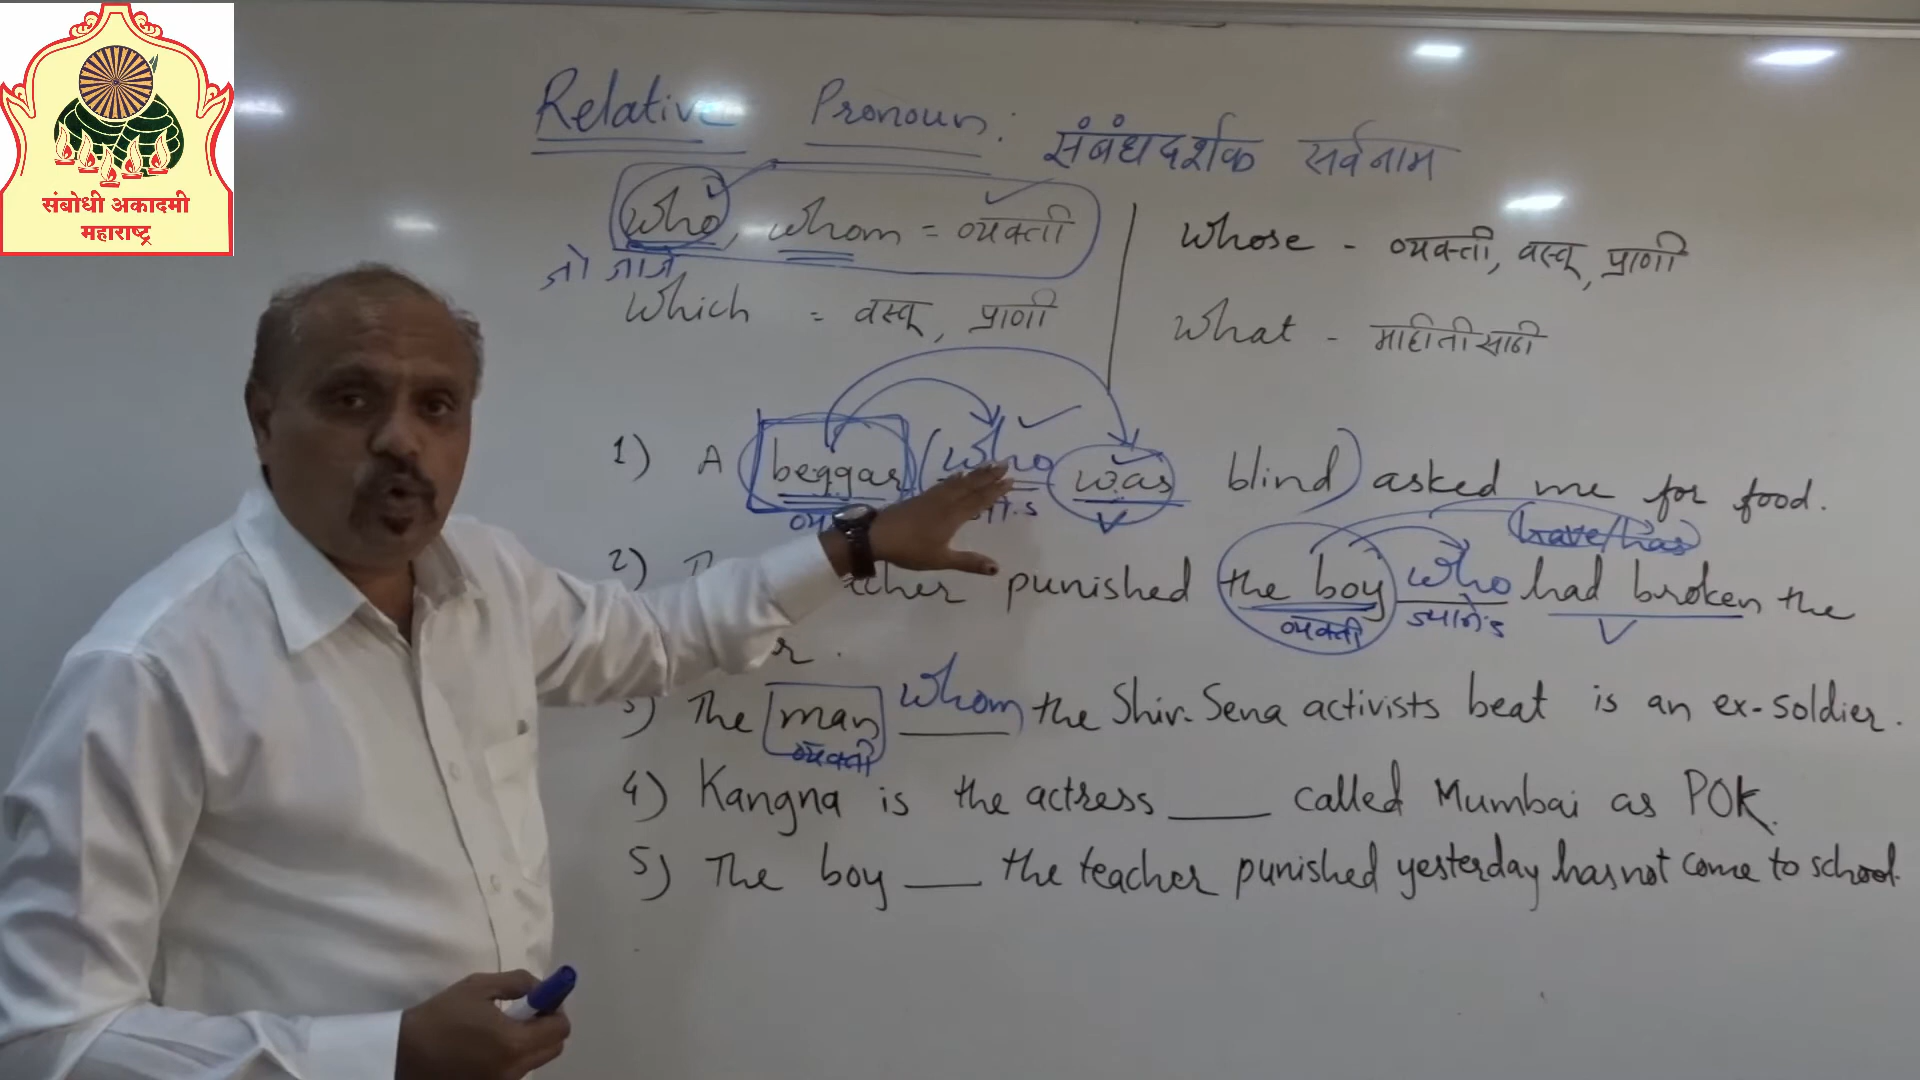 संबोधी अकादमी
महाराष्ट्र
Relative Pronoun: संबंधदर्शक सर्वनाम
who, whom = व्यक्ती
Whose - व्यक्ती, वस्तू, प्राणी
जो
Which = वस्तू, प्राणी
What - माहितीसाठी
1) A beggar (who was blind) asked me for food.
V
have/has
2) punished the boy who had broken the
व्यक्ती V
r.
3) The man whom the Shiv-Sena activists beat is an ex-soldier.
व्यक्ती
4) Kangna is the actress ____ called Mumbai as POK.
5) The boy ___ the teacher punished yesterday has not come to school.